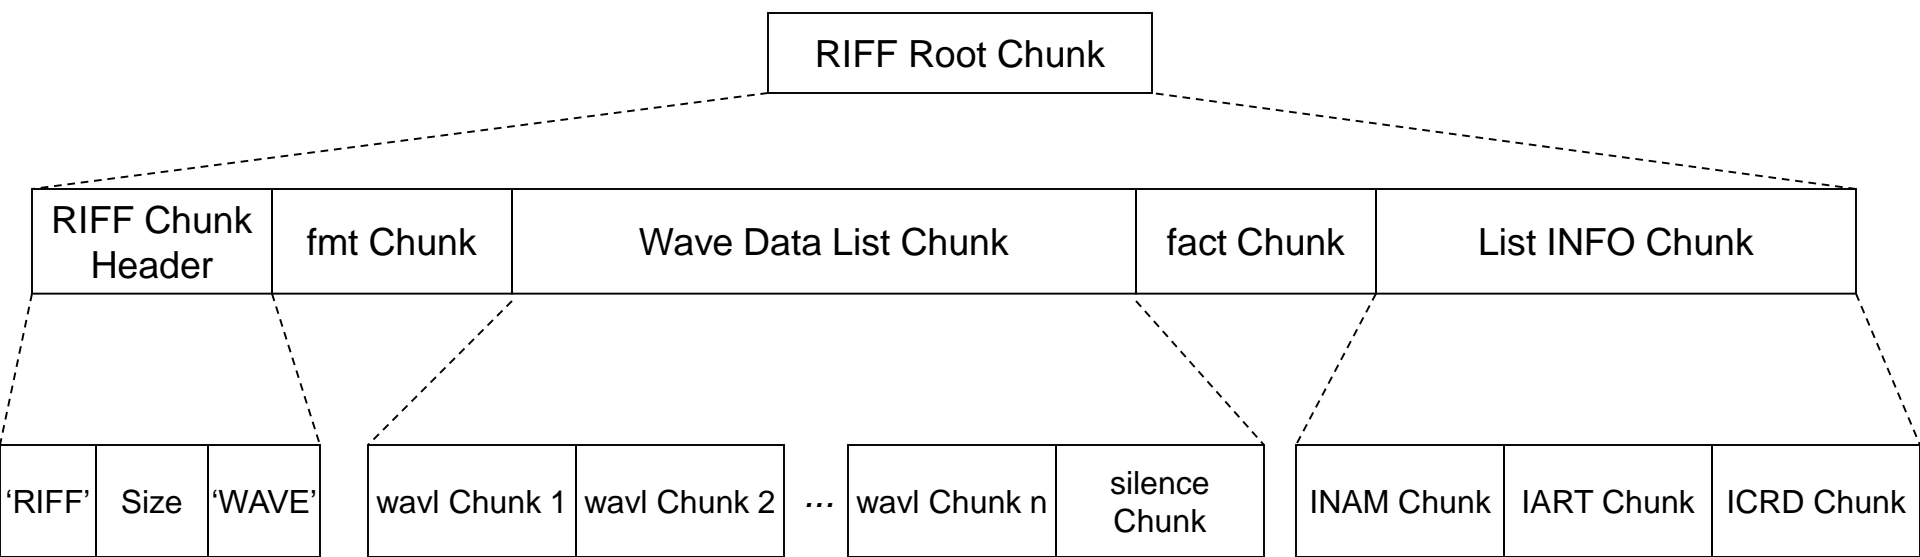 RIFF Root Chunk
RIFF Chunk
Header
fmt Chunk
Wave Data List Chunk
fact Chunk
List INFO Chunk
‘RIFF’
Size
‘WAVE’
wavl Chunk 1
wavl Chunk 2
...
wavl Chunk n
silence
Chunk
INAM Chunk
IART Chunk
ICRD Chunk